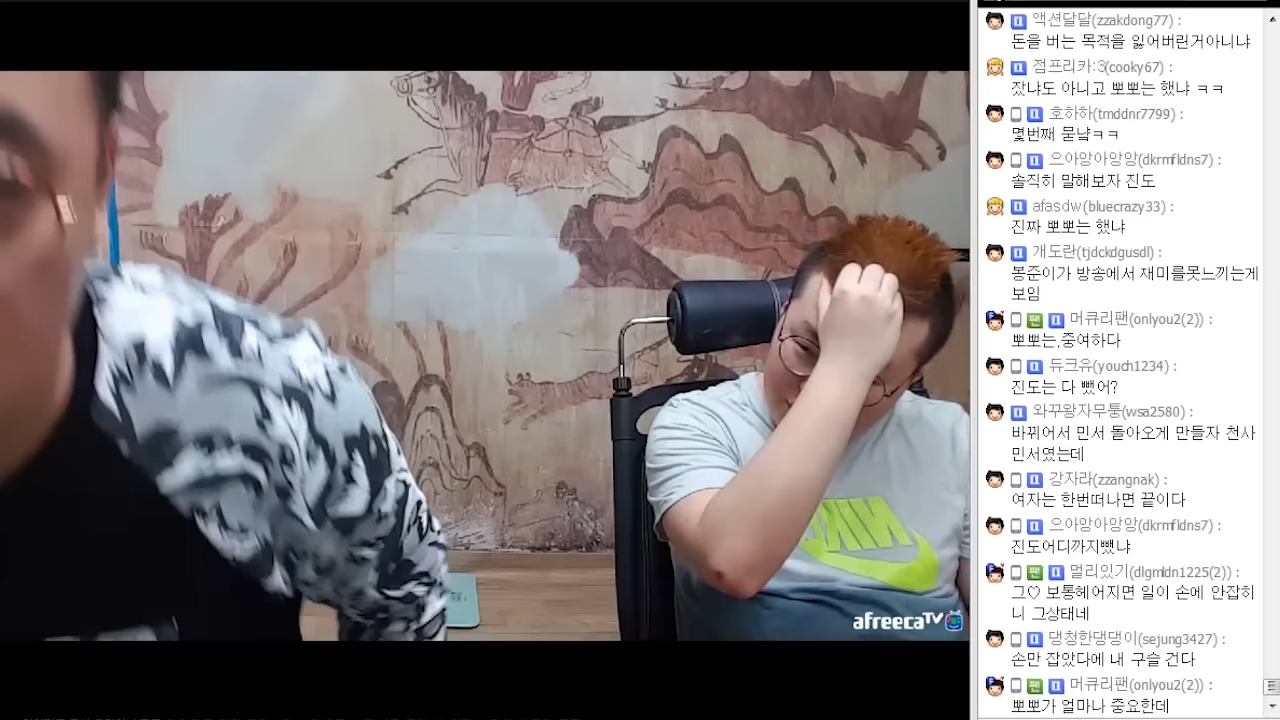 액션달달(zzakdong77) :
돈을 버는 목적을 잃어버린거아니냐
점프리카:3(cooky67) :
잤냐도 아니고 뽀뽀는 했냐 ㅋㅋ
호하하(tmddnr7799) :
몇번째 묻냨ㅋㅋ
으아앙아앙앙(dkrmfldns7) :
솔직히 말해보자 진도
afasdw(bluecrazy33) :
진짜 뽀뽀는 했냐
개도란(tjdckdgusdl) :
봉준이가 방송에서 재미를못느끼는게
보임
머큐리팬(onlyou2(2)) :
뽀뽀는.중여하다
듀크유(youch1234) :
진도는 다 뺐어?
와꾸왕자무퉁(wsa2580) :
바뀌어서 민서 돌아오게 만들자 천사
민서였는데
강자라(zzangnak) :
여자는 한번떠나면 끝이다
으아앙아앙앙(dkrmfldns7) :
진도어디까지뺐냐
멀리있기(dlgmldn1225(2)) :
그♡ 보통헤어지면 일이 손에 안잡히
니 그상태네
댕청한댕댕이(sejung3427) :
손만 잡았다에 내 구슬 건다
머큐리팬(onlyou2(2)) :
뽀뽀가 얼마나 중요한데
NIKE
afreecaTV